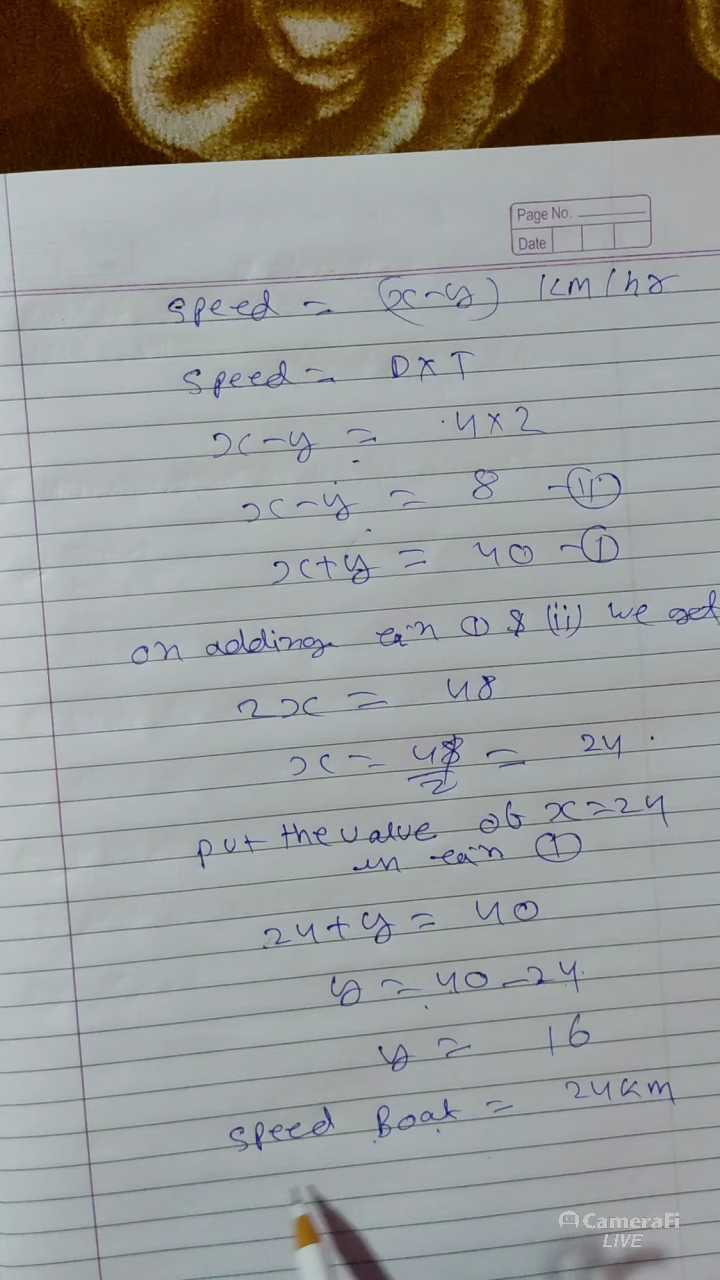 Page No.
Date
speed = (x-y) km/hr
speed = D×T
x-y = 4×2
x-y = 8 -(ii)
x+y = 40 -(I)
on adding eqn (I) & (ii) we get
2x = 48
x = 48/2 = 24.
put the value of x=24
in eqn (I)
24+y = 40
y = 40-24.
y = 16
speed Boat = 24km
CameraFi
LIVE